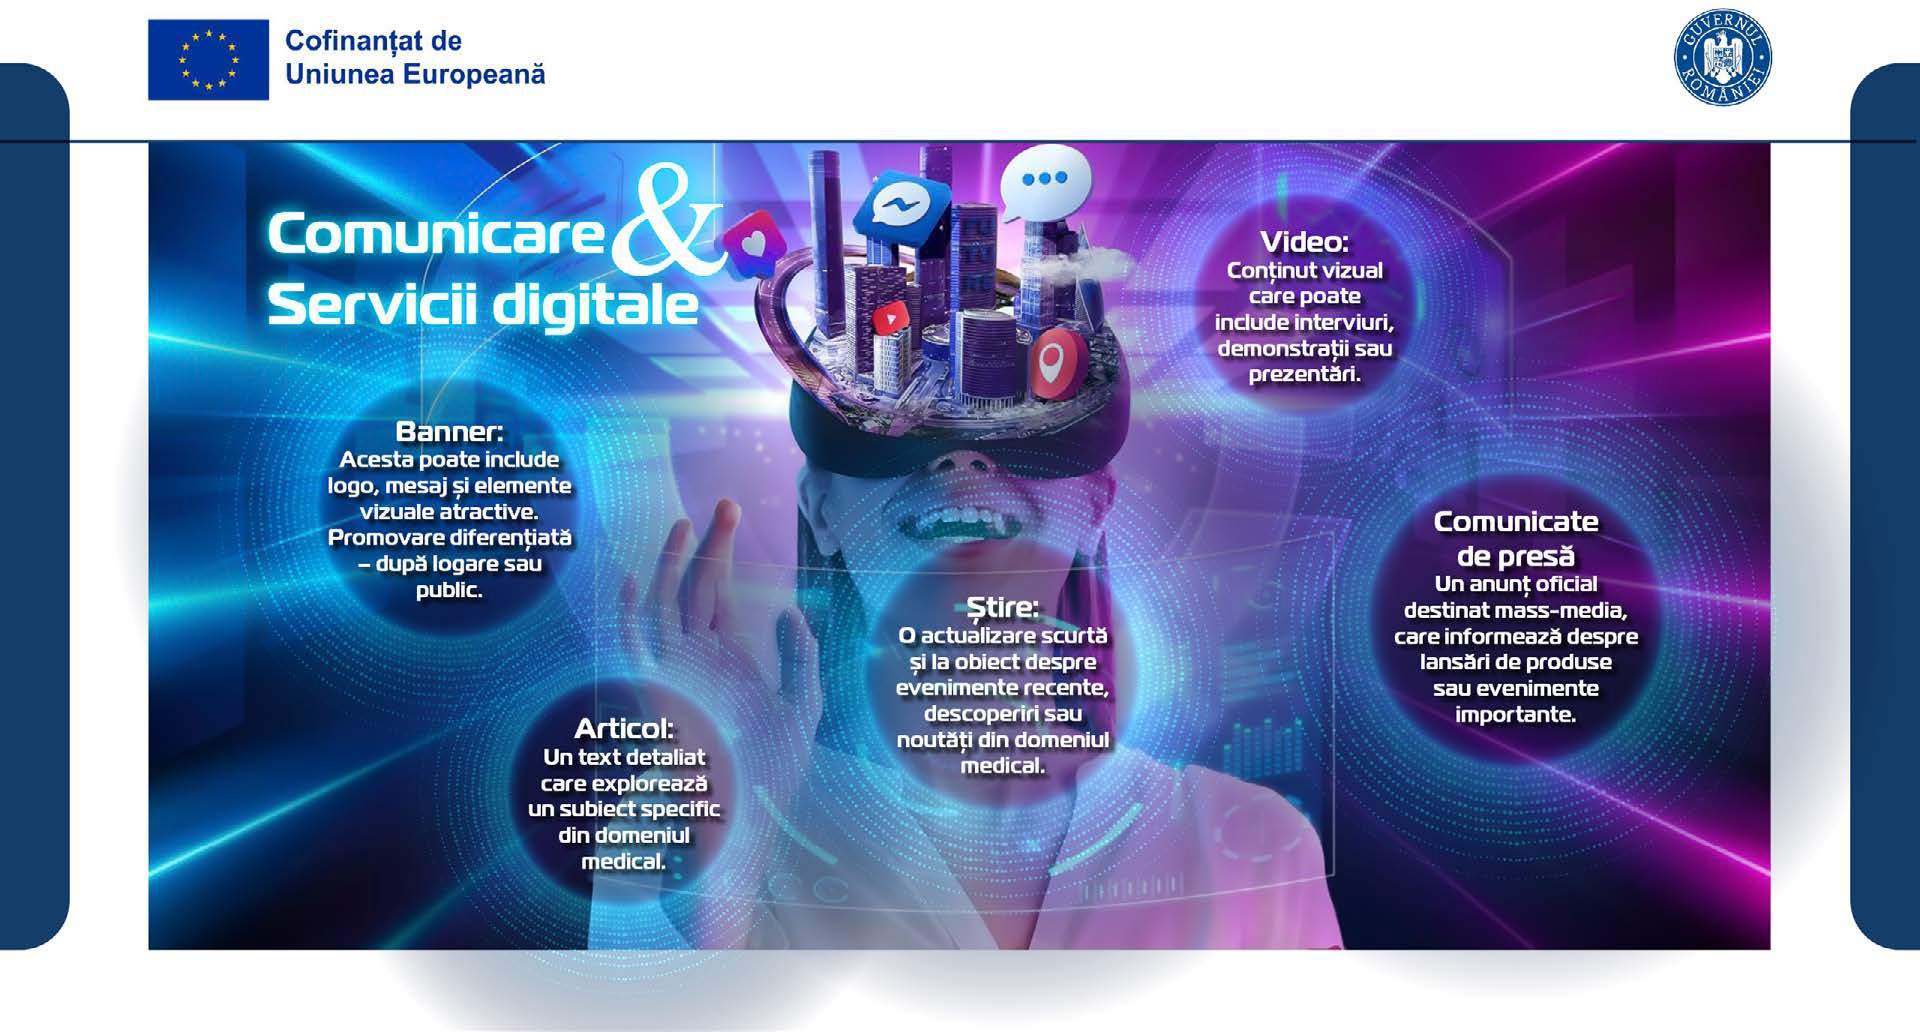 Cofinanțat de
Uniunea Europeană
GUVERNUL ROMÂNIEI
Comunicare &
Servicii digitale
Banner:
Acesta poate include
logo, mesaj și elemente
vizuale atractive.
Promovare diferențiată
– după logare sau
public.
Articol:
Un text detaliat
care explorează
un subiect specific
din domeniul
medical.
Știre:
O actualizare scurtă
și la obiect despre
evenimente recente,
descoperiri sau
noutăți din domeniul
medical.
Video:
Conținut vizual
care poate
include interviuri,
demonstrații sau
prezentări.
Comunicate
de presă
Un anunț oficial
destinat mass-media,
care informează despre
lansări de produse
sau evenimente
importante.